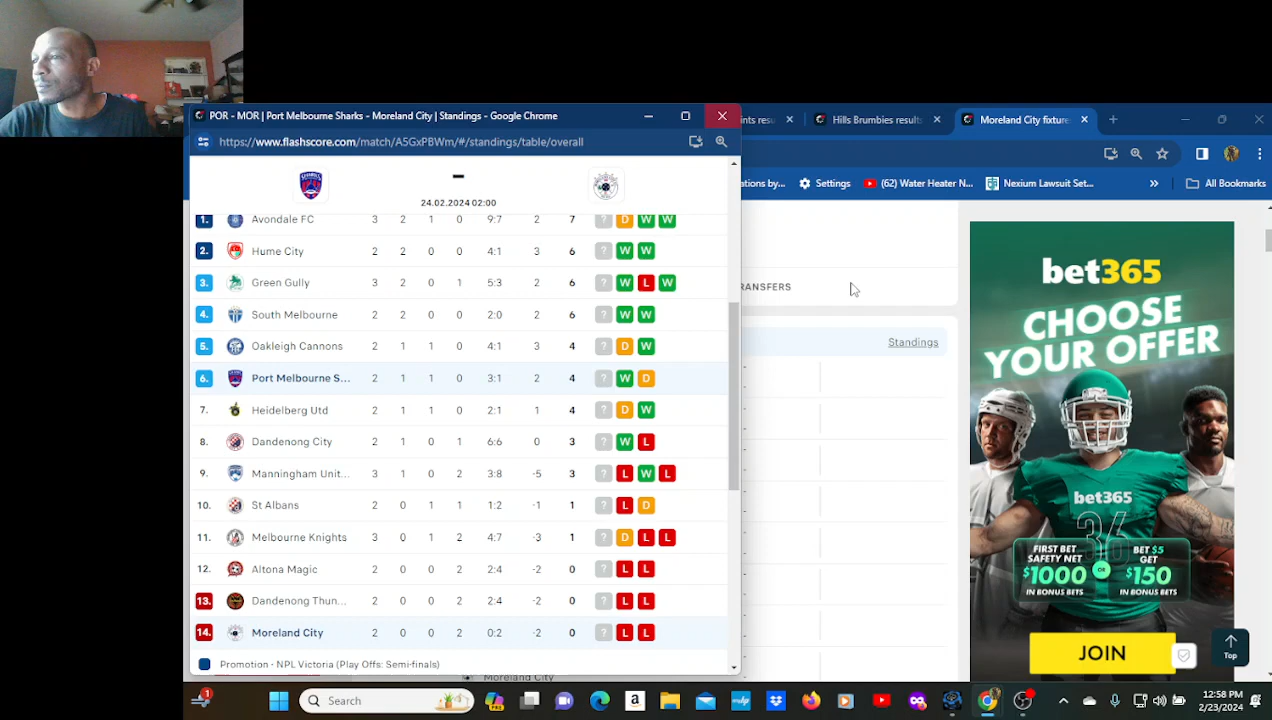 POR - MOR | Port Melbourne Sharks - Moreland City | Standings - Google Chrome
Hills Brumbies results
Moreland City fixture
https://www.flashscore.com/match/A5GxPBWm/#/standings/table/overall
Settings
(62) Water Heater N...
Nexium Lawsuit Set...
»
All Bookmarks
-
24.02.2024 02:00
1. Avondale FC 3 2 1 0 9:7 2 7 ? D W W
2. Hume City 2 2 0 0 4:1 3 6 ? W W
3. Green Gully 3 2 0 1 5:3 2 6 ? W L W
4. South Melbourne 2 2 0 0 2:0 2 6 ? W W
5. Oakleigh Cannons 2 1 1 0 4:1 3 4 ? D W
6. Port Melbourne S... 2 1 1 0 3:1 2 4 ? W D
7. Heidelberg Utd 2 1 1 0 2:1 1 4 ? D W
8. Dandenong City 2 1 0 1 6:6 0 3 ? W L
9. Manningham Unit... 3 1 0 2 3:8 -5 3 ? L W L
10. St Albans 2 0 1 1 1:2 -1 1 ? L D
11. Melbourne Knights 3 0 1 2 4:7 -3 1 ? D L L
12. Altona Magic 2 0 0 2 2:4 -2 0 ? L L
13. Dandenong Thun... 2 0 0 2 2:4 -2 0 ? L L
14. Moreland City 2 0 0 2 0:2 -2 0 ? L L
Promotion - NPL Victoria (Play Offs: Semi-finals)
Moreland City
Standings
bet365
CHOOSE
YOUR OFFER
bet365
36
FIRST BET
SAFETY NET
$1000
IN BONUS BETS
OR
BET $5
GET
$150
IN BONUS BETS
JOIN
Top
1
Search
12:58 PM
2/23/2024